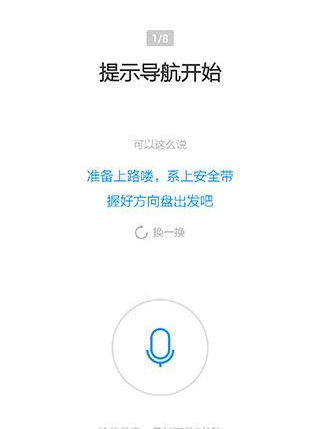 1/8
提示导航开始
可以这么说
准备上路喽，系上安全带
握好方向盘出发吧
换一换